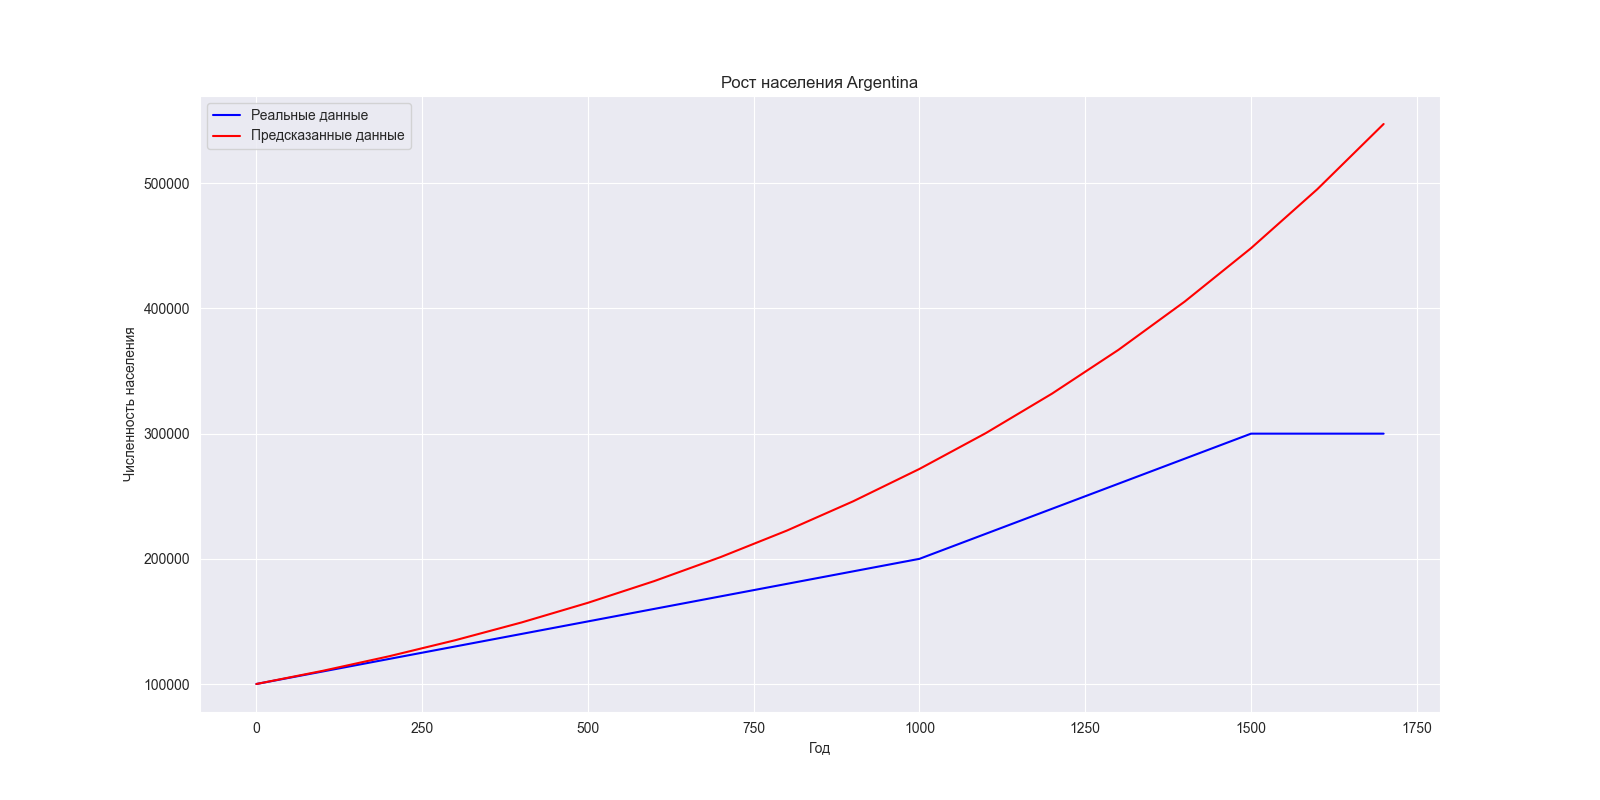 Рост населения Argentina
Реальные данные
Предсказанные данные
Численность населения
500000
400000
300000
200000
100000
0 250 500 750 1000 1250 1500 1750
Год